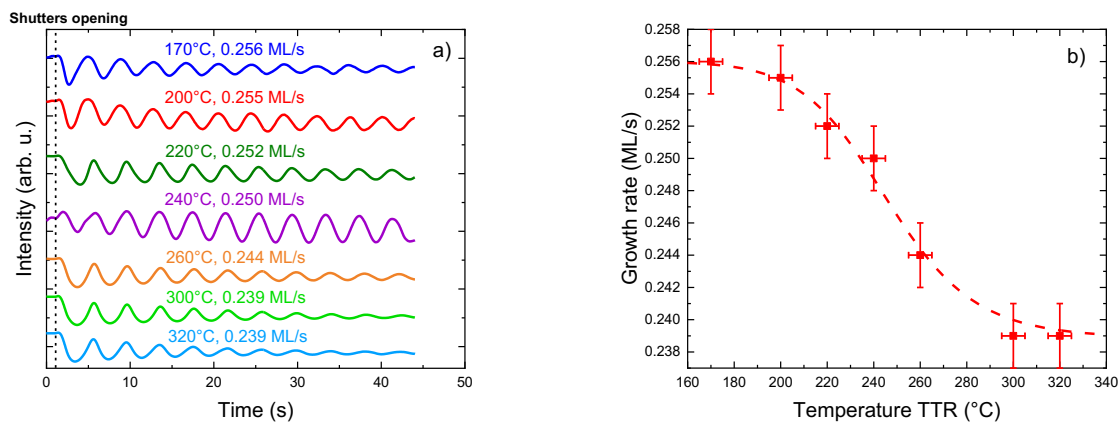 Shutters opening
a)
170°C, 0.256 ML/s
200°C, 0.255 ML/s
220°C, 0.252 ML/s
240°C, 0.250 ML/s
260°C, 0.244 ML/s
300°C, 0.239 ML/s
320°C, 0.239 ML/s
Intensity (arb. u.)
0 10 20 30 40 50
Time (s)
b)
0.258
0.256
0.254
0.252
0.250
0.248
0.246
0.244
0.242
0.240
0.238
Growth rate (ML/s)
160 180 200 220 240 260 280 300 320 340
Temperature TTR (°C)